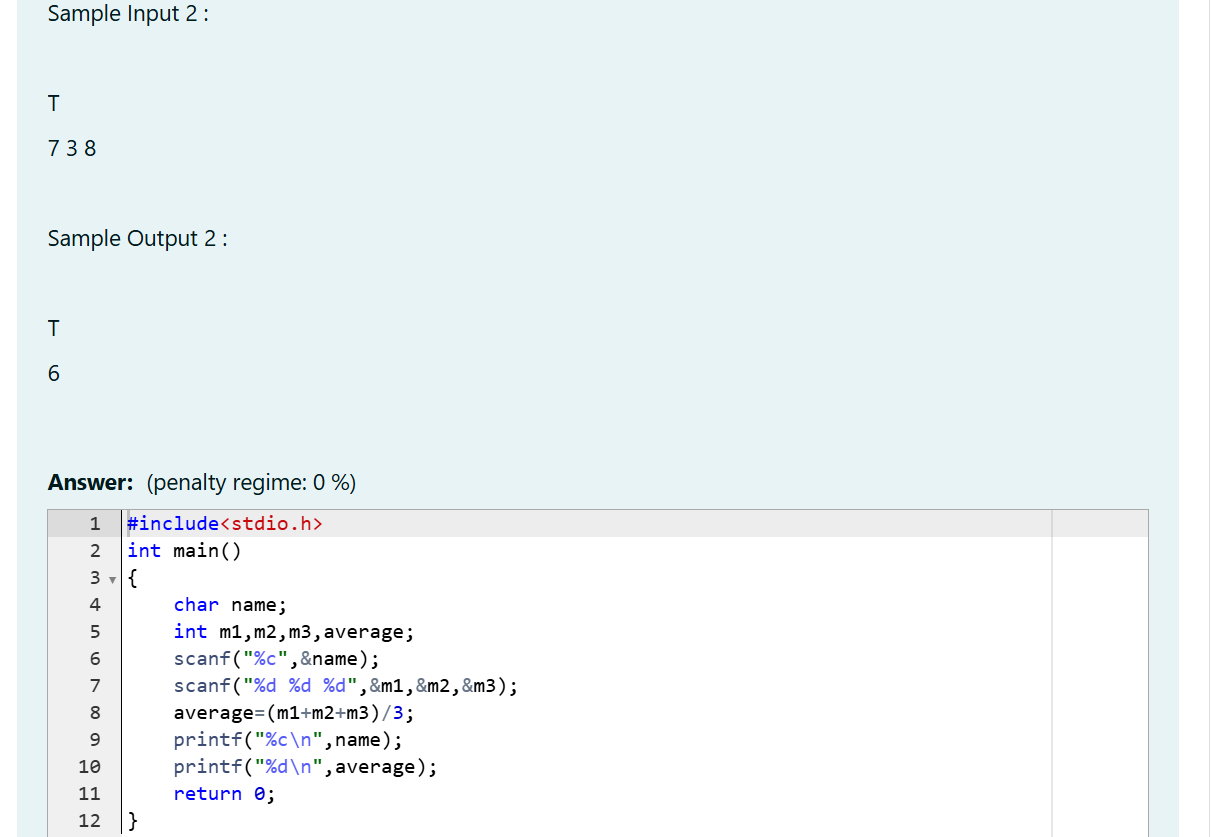 Sample Input 2 :
T
7 3 8
Sample Output 2 :
T
6
Answer: (penalty regime: 0 %)
1 #include<stdio.h>
2 int main()
3 {
4     char name;
5     int m1,m2,m3,average;
6     scanf("%c",&name);
7     scanf("%d %d %d",&m1,&m2,&m3);
8     average=(m1+m2+m3)/3;
9     printf("%c\n",name);
10     printf("%d\n",average);
11     return 0;
12 }